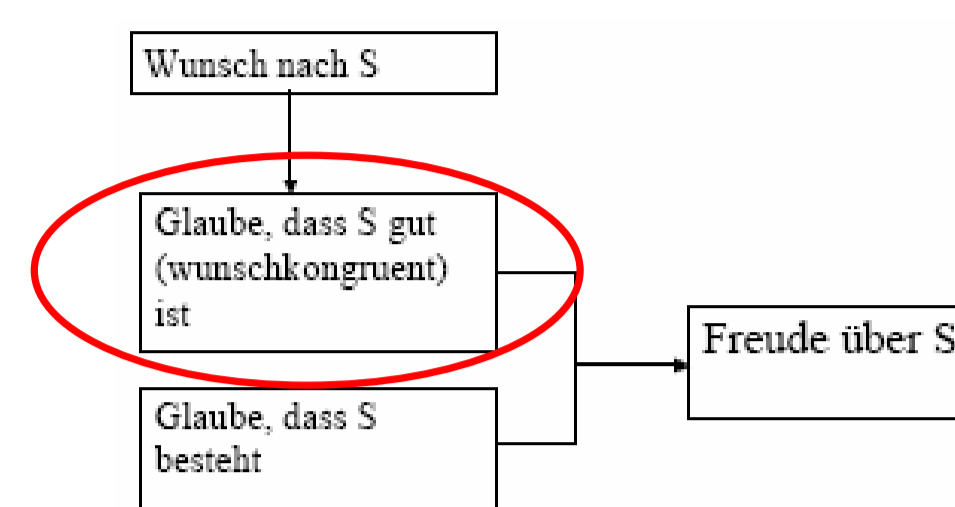 Wunsch nach S
Glaube, dass S gut
(wunschkongruent)
ist
Freude über S
Glaube, dass S
besteht